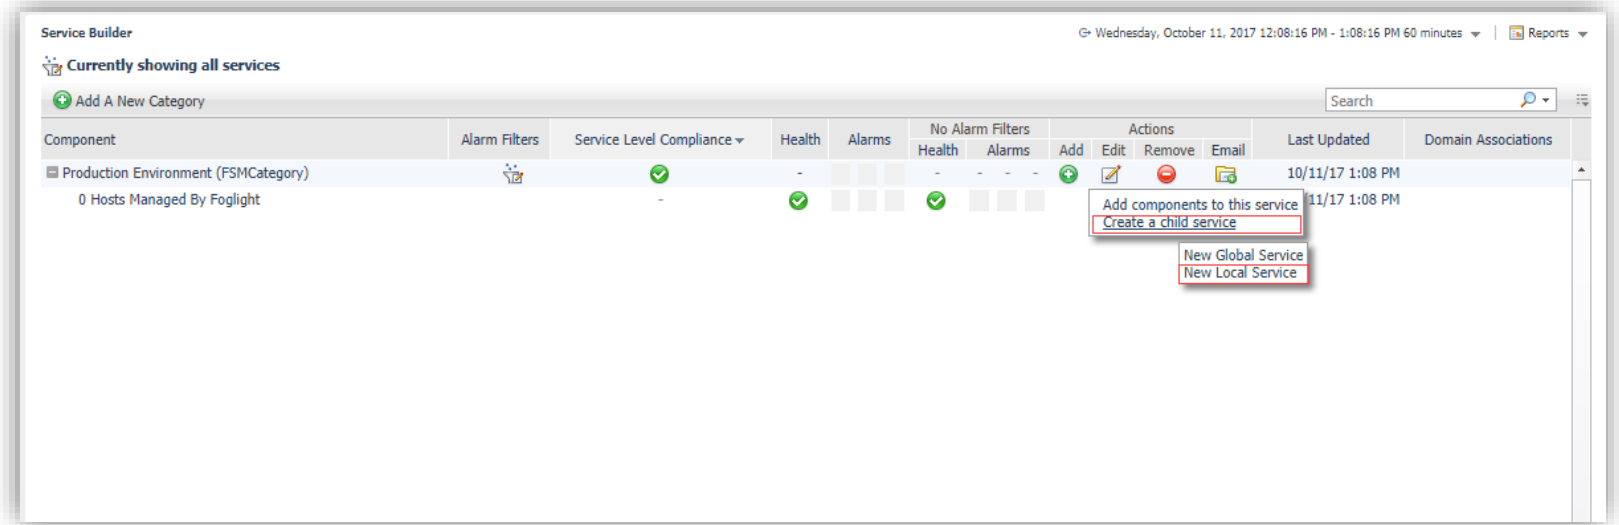 Service Builder
Wednesday, October 11, 2017 12:08:16 PM - 1:08:16 PM 60 minutes
Reports
Currently showing all services
Add A New Category
Search
Component
Alarm Filters
Service Level Compliance
Health
Alarms
No Alarm Filters
Health Alarms
Actions
Add Edit Remove Email
Last Updated
Domain Associations
Production Environment (FSMCategory)
- - - - -
10/11/17 1:08 PM
0 Hosts Managed By Foglight
-
11/17 1:08 PM
Add components to this service
Create a child service
New Global Service
New Local Service